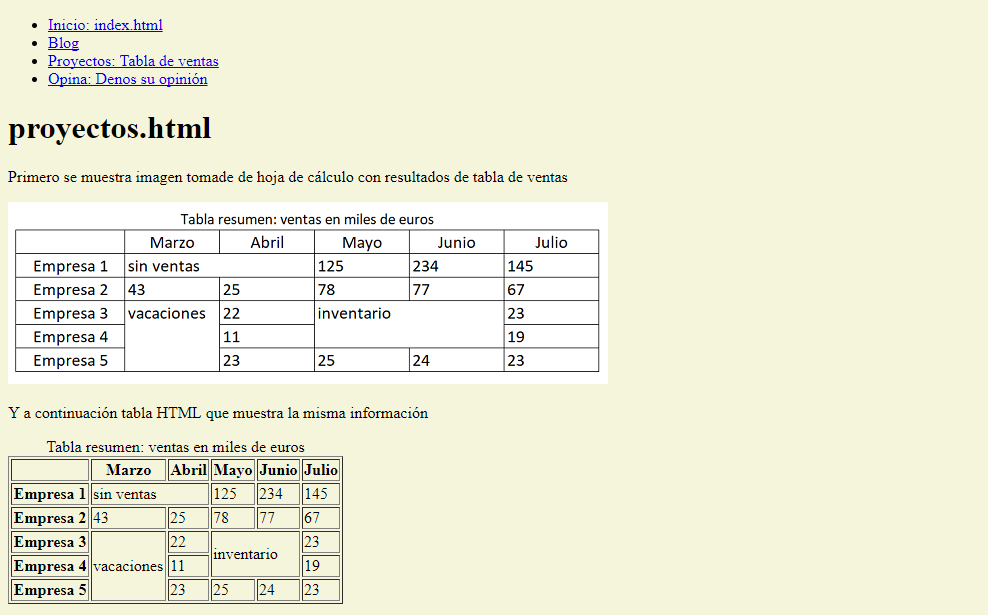 Inicio: index.html
Blog
Proyectos: Tabla de ventas
Opina: Denos su opinión
proyectos.html
Primero se muestra imagen tomade de hoja de cálculo con resultados de tabla de ventas
Tabla resumen: ventas en miles de euros
Marzo Abril Mayo Junio Julio
Empresa 1 sin ventas 125 234 145
Empresa 2 43 25 78 77 67
Empresa 3 vacaciones 22 inventario 23
Empresa 4 11 19
Empresa 5 23 25 24 23
Y a continuación tabla HTML que muestra la misma información
Tabla resumen: ventas en miles de euros
Marzo Abril Mayo Junio Julio
Empresa 1 sin ventas 125 234 145
Empresa 2 43 25 78 77 67
Empresa 3 vacaciones 22 inventario 23
Empresa 4 11 19
Empresa 5 23 25 24 23